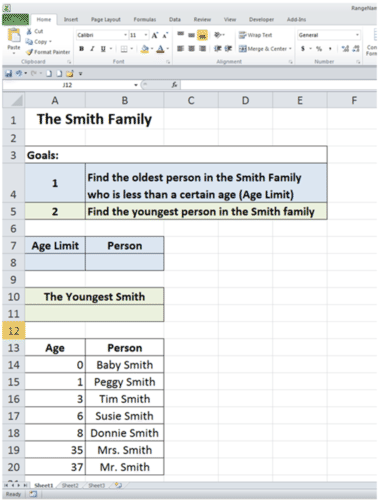 RangeNam
Home Insert Page Layout Formulas Data Review View Developer Add-Ins
Cut
Copy
Format Painter
Paste
Calibri 11
B I U
Wrap Text
Merge & Center
General
$ % ,
Con
Form
Clipboard Font Alignment Number
J12 fx
A B C D E F
1 The Smith Family
2
3 Goals:
4 1 Find the oldest person in the Smith Family
who is less than a certain age (Age Limit)
5 2 Find the youngest person in the Smith family
6
7 Age Limit Person
8
9
10 The Youngest Smith
11
12
13 Age Person
14 0 Baby Smith
15 1 Peggy Smith
16 3 Tim Smith
17 6 Susie Smith
18 8 Donnie Smith
19 35 Mrs. Smith
20 37 Mr. Smith
Sheet1 Sheet2 Sheet3
Ready